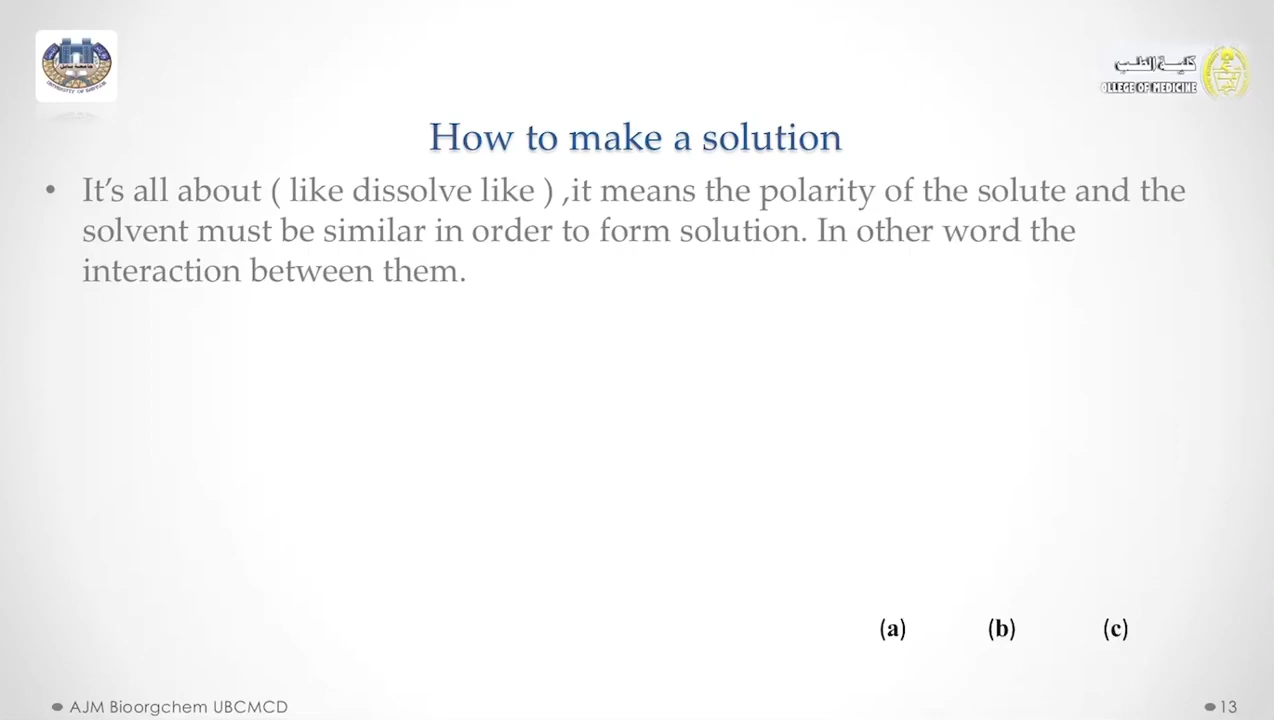 كلية الطب
OLLEGE OF MEDICINE
How to make a solution
• It’s all about ( like dissolve like ) ,it means the polarity of the solute and the
solvent must be similar in order to form solution. In other word the
interaction between them.
(a) (b) (c)
AJM Bioorgchem UBCMCD
13